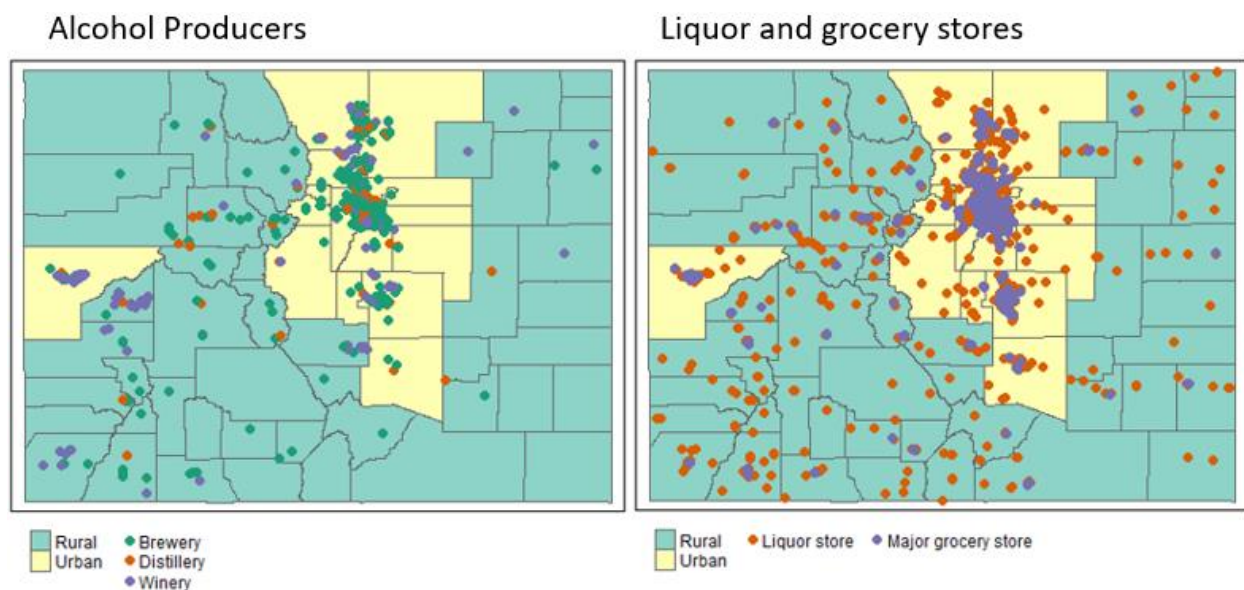 Alcohol Producers
Liquor and grocery stores
Rural
Urban
Brewery
Distillery
Winery
Rural
Urban
Liquor store
Major grocery store